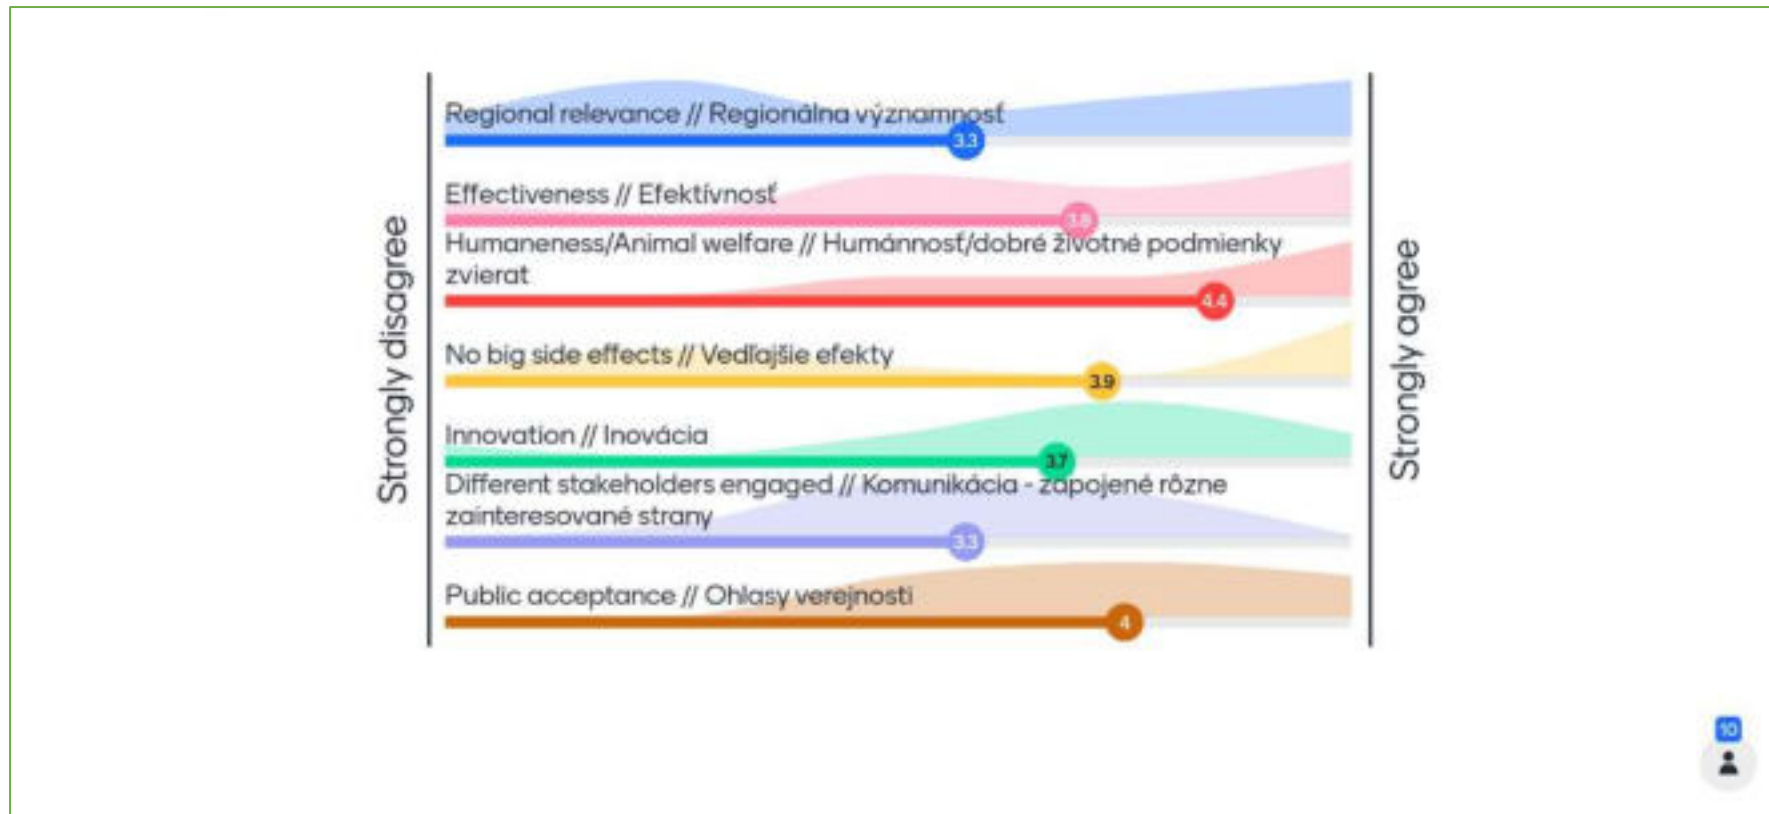 Strongly disagree
Regional relevance // Regionálna významnosť
3.3
Effectiveness // Efektívnosť
3.8
Humaneness/Animal welfare // Humánnosť/dobré životné podmienky
zvierat
4.4
No big side effects // Vedľajšie efekty
3.9
Innovation // Inovácia
3.7
Different stakeholders engaged // Komunikácia - zapojené rôzne
zainteresované strany
3.3
Public acceptance // Ohlasy verejnosti
4
Strongly agree
10